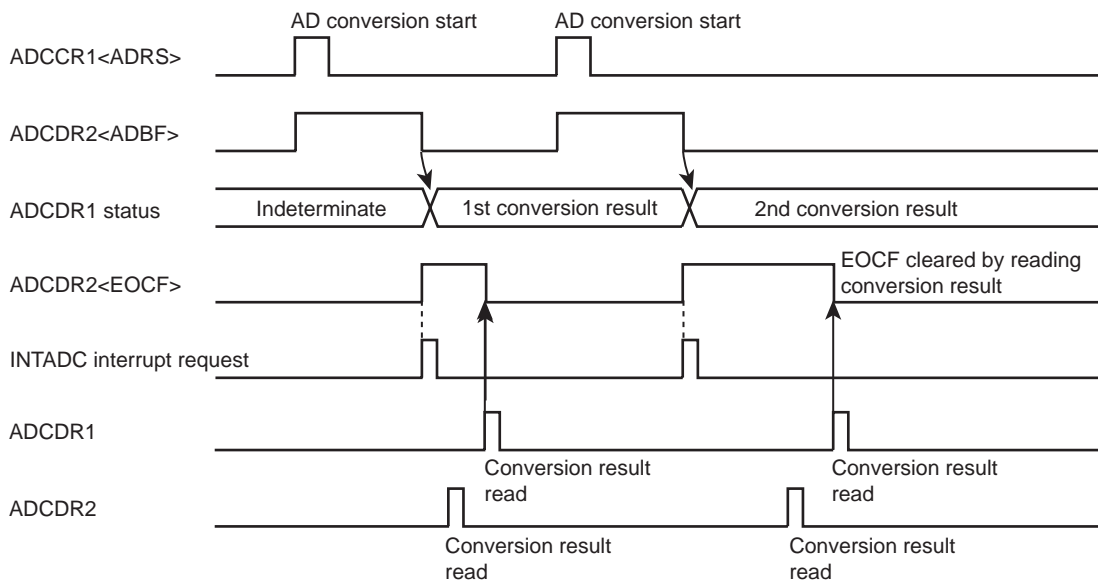 AD conversion start
AD conversion start
ADCCR1<ADRS>
ADCDR2<ADBF>
ADCDR1 status
Indeterminate
1st conversion result
2nd conversion result
ADCDR2<EOCF>
EOCF cleared by reading
conversion result
INTADC interrupt request
ADCDR1
Conversion result
read
Conversion result
read
ADCDR2
Conversion result
read
Conversion result
read